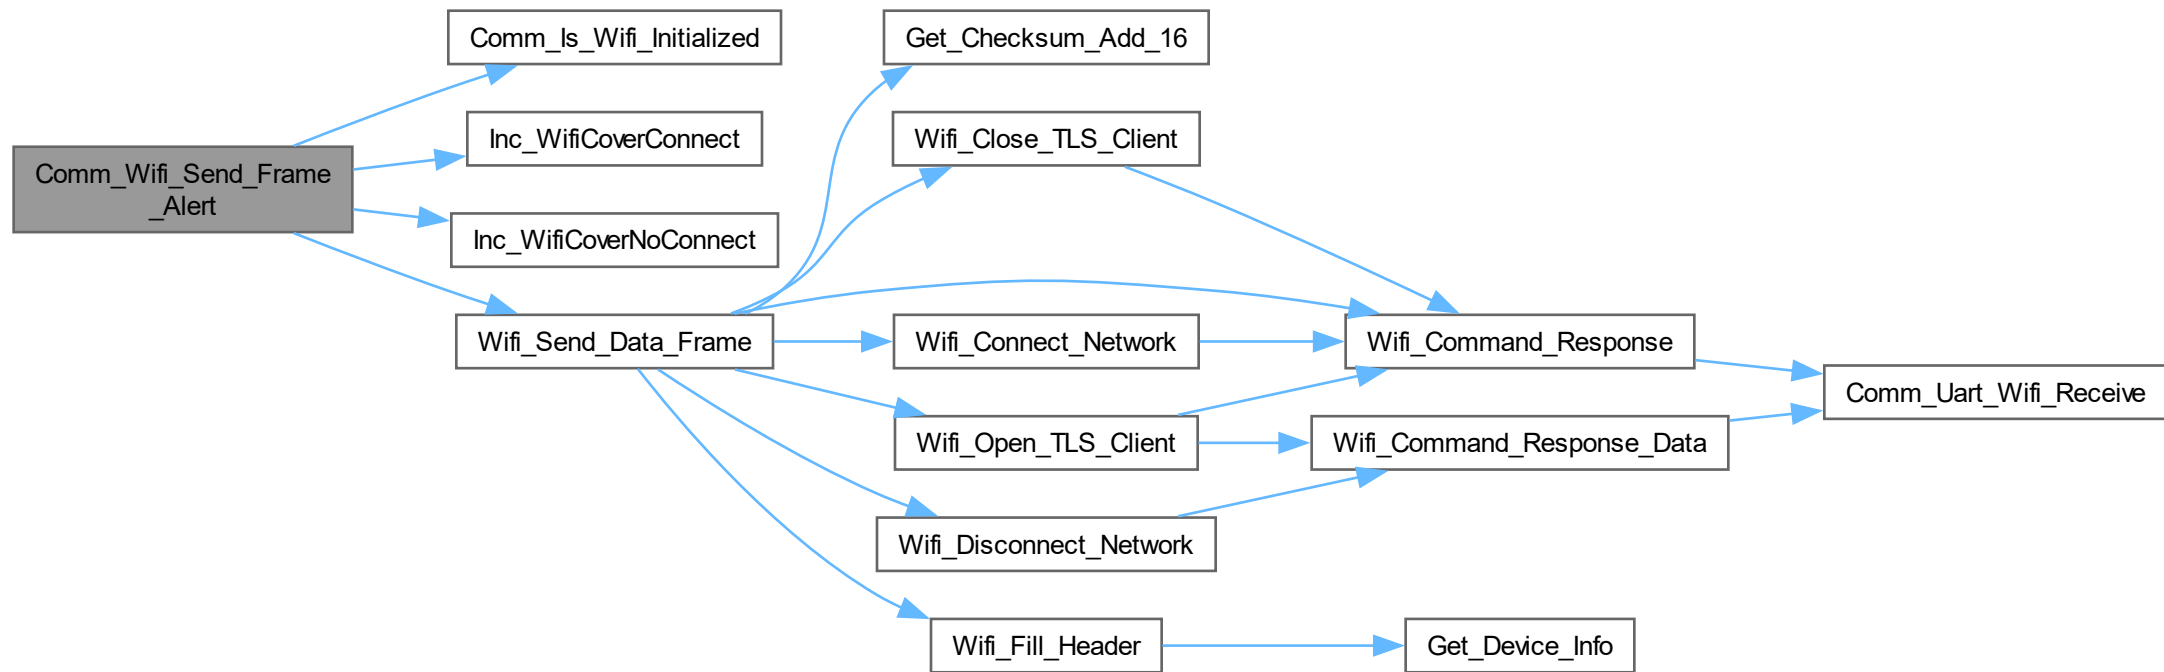 Comm_Wifi_Send_Frame
_Alert
Comm_Is_Wifi_Initialized
Inc_WifiCoverConnect
Inc_WifiCoverNoConnect
Wifi_Send_Data_Frame
Get_Checksum_Add_16
Wifi_Close_TLS_Client
Wifi_Connect_Network
Wifi_Open_TLS_Client
Wifi_Disconnect_Network
Wifi_Fill_Header
Wifi_Command_Response
Wifi_Command_Response_Data
Get_Device_Info
Comm_Uart_Wifi_Receive